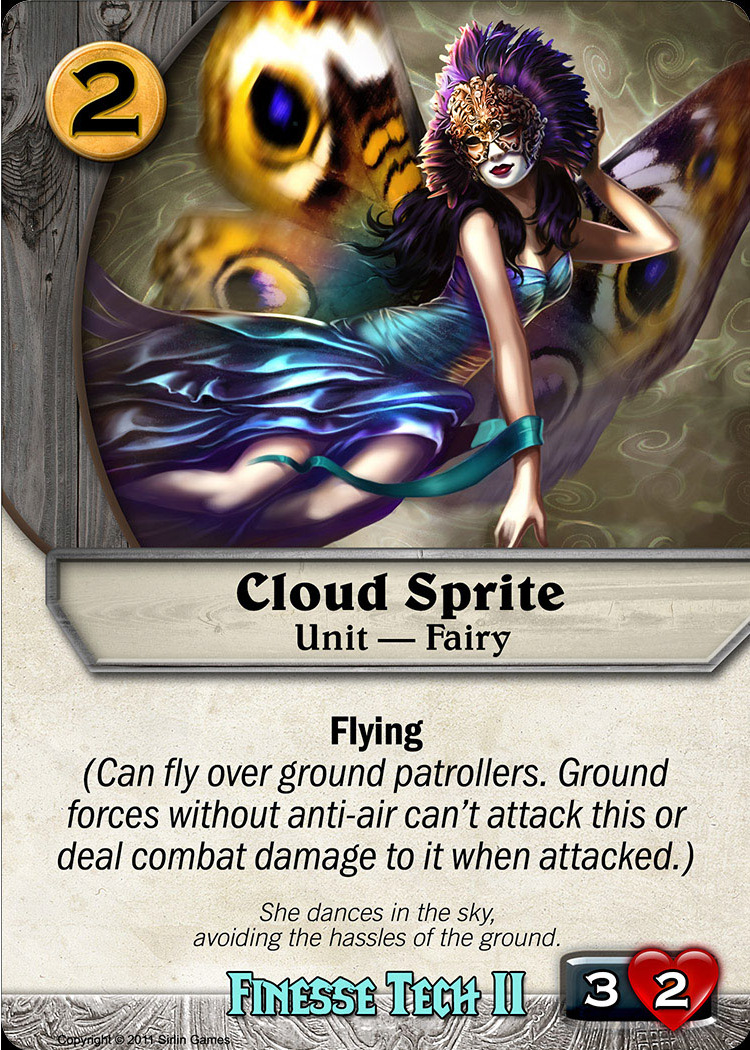 2
Cloud Sprite
Unit — Fairy
Flying
(Can fly over ground patrollers. Ground
forces without anti-air can't attack this or
deal combat damage to it when attacked.)
She dances in the sky,
avoiding the hassles of the ground.
Finesse Tech II
3 2
Copyright © 2011 Sirlin Games